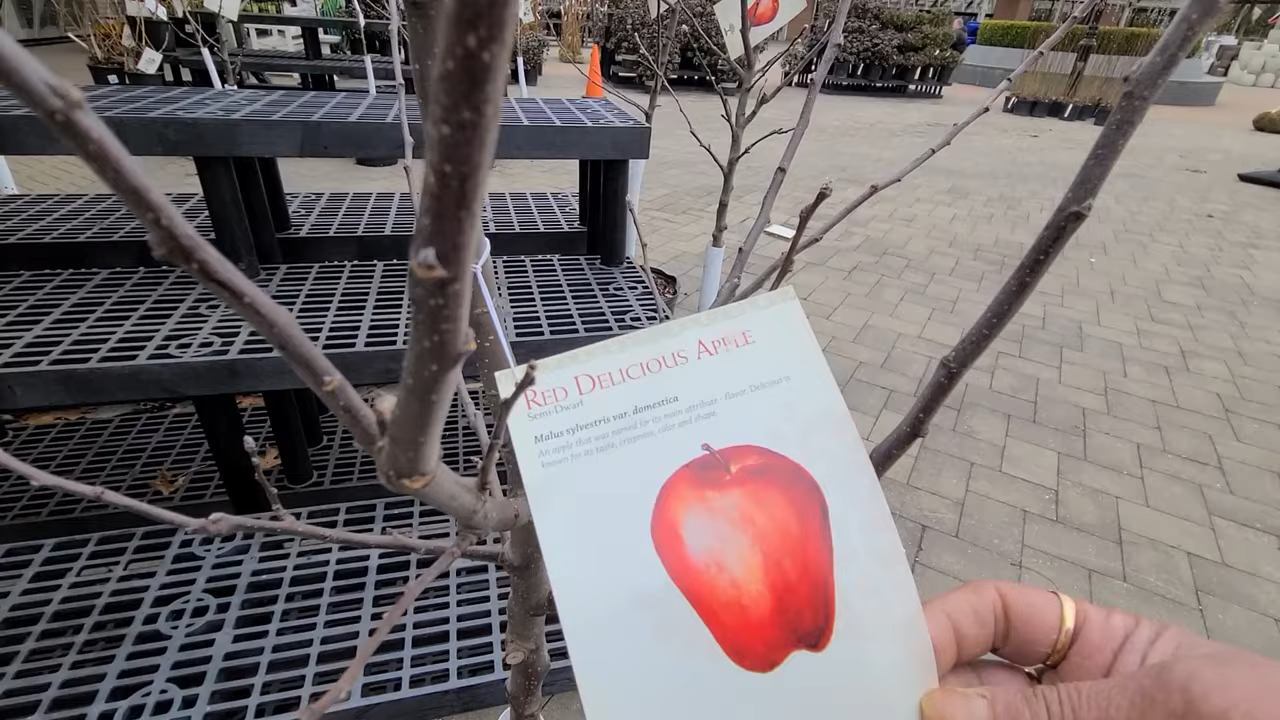 RED DELICIOUS APPLE
Semi-Dwarf
Malus sylvestris var. domestica
An apple that was named for its main attribute - flavor. Delicious is
known for its taste, crispness, color and shape.